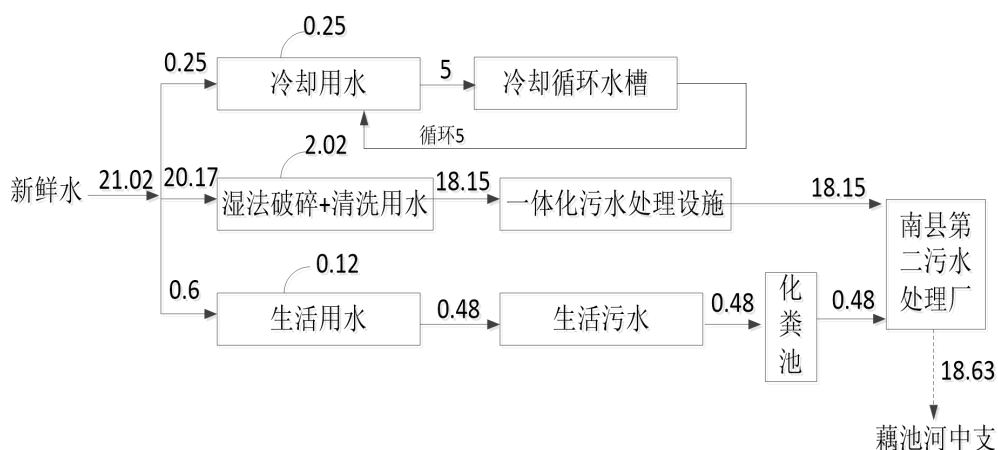 0.25
0.25
冷却用水
5
冷却循环水槽
循环5
2.02
新鲜水
21.02
20.17
湿法破碎+清洗用水
18.15
一体化污水处理设施
18.15
南县第
二污水
处理厂
0.12
0.6
生活用水
0.48
生活污水
0.48
化
粪
池
0.48
18.63
藕池河中支